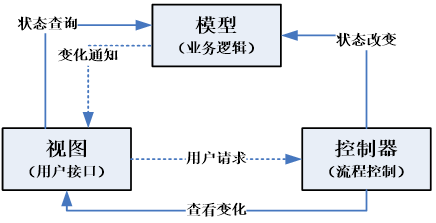 状态查询
模型
（业务逻辑）
状态改变
变化通知
视图
（用户接口）
用户请求
控制器
（流程控制）
查看变化